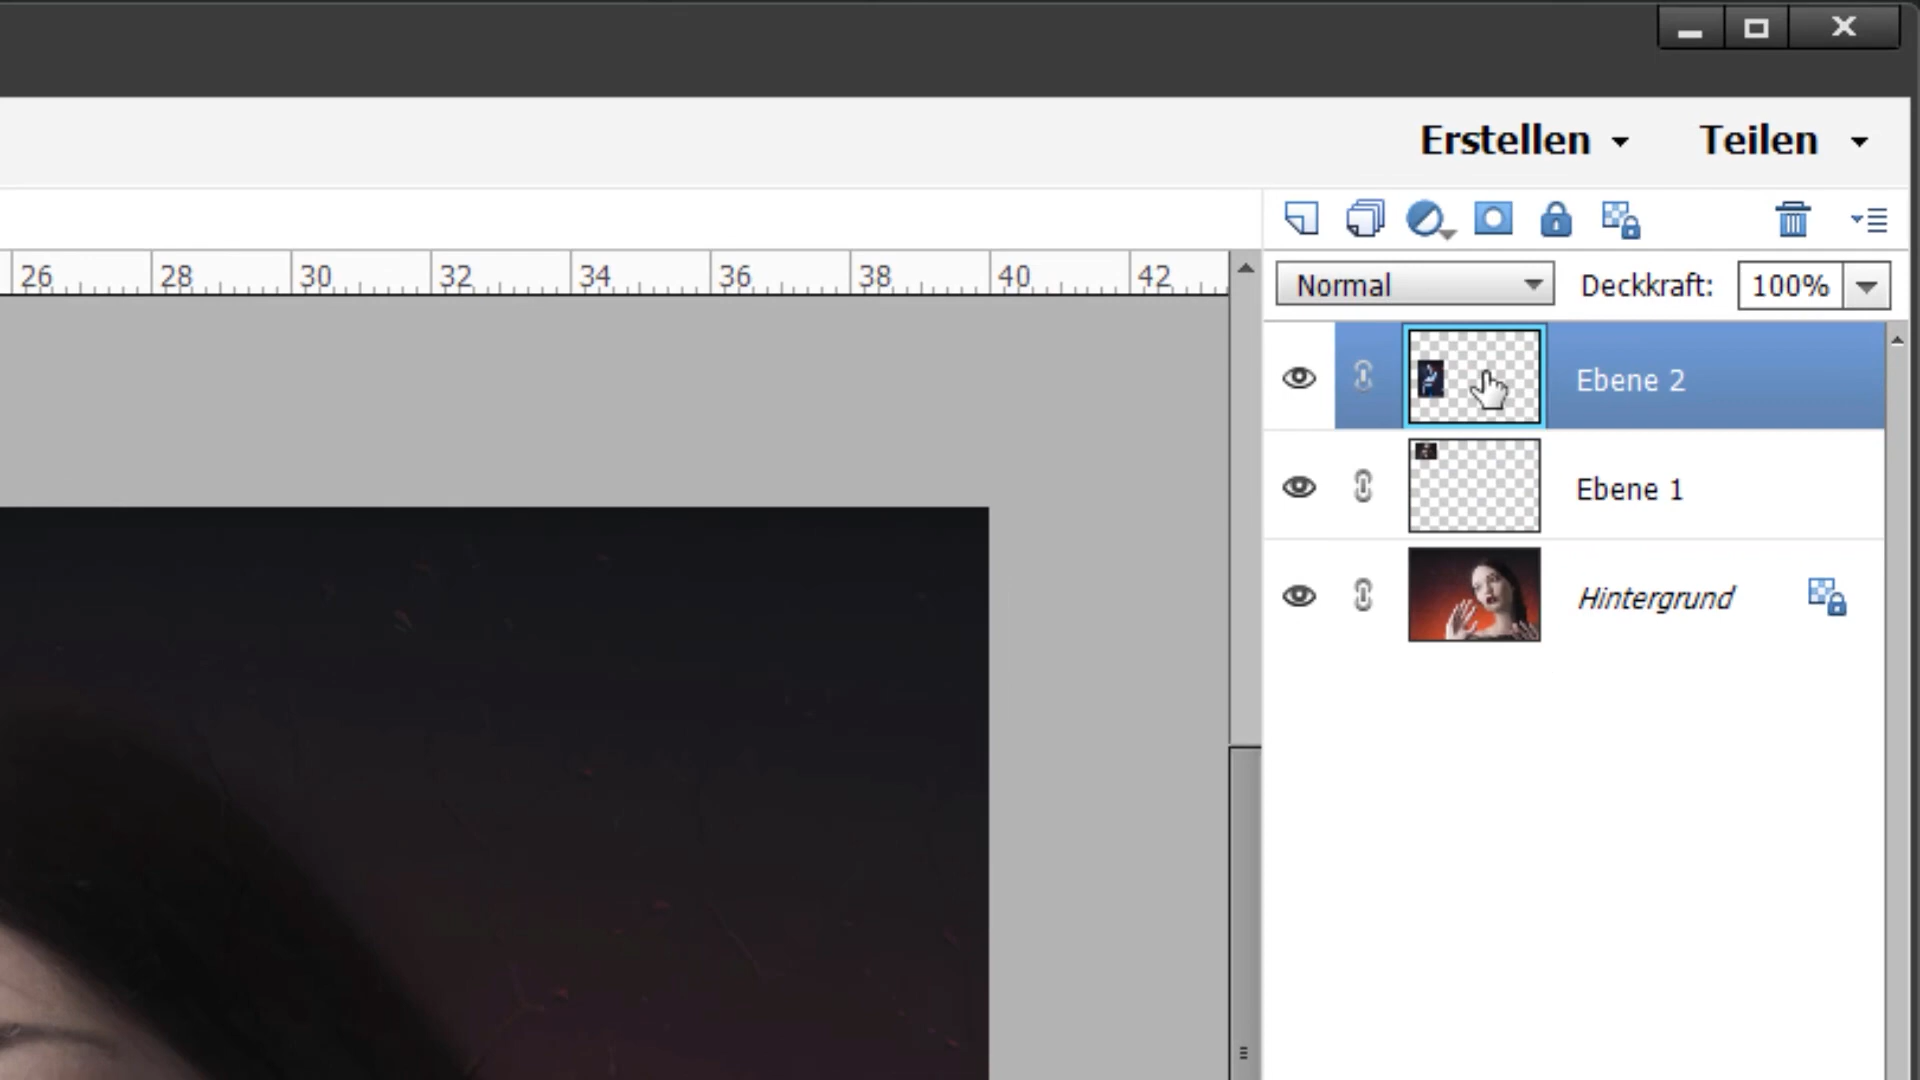 Erstellen Teilen
26 28 30 32 34 36 38 40 42
Normal Deckkraft: 100%
Ebene 2
Ebene 1
Hintergrund